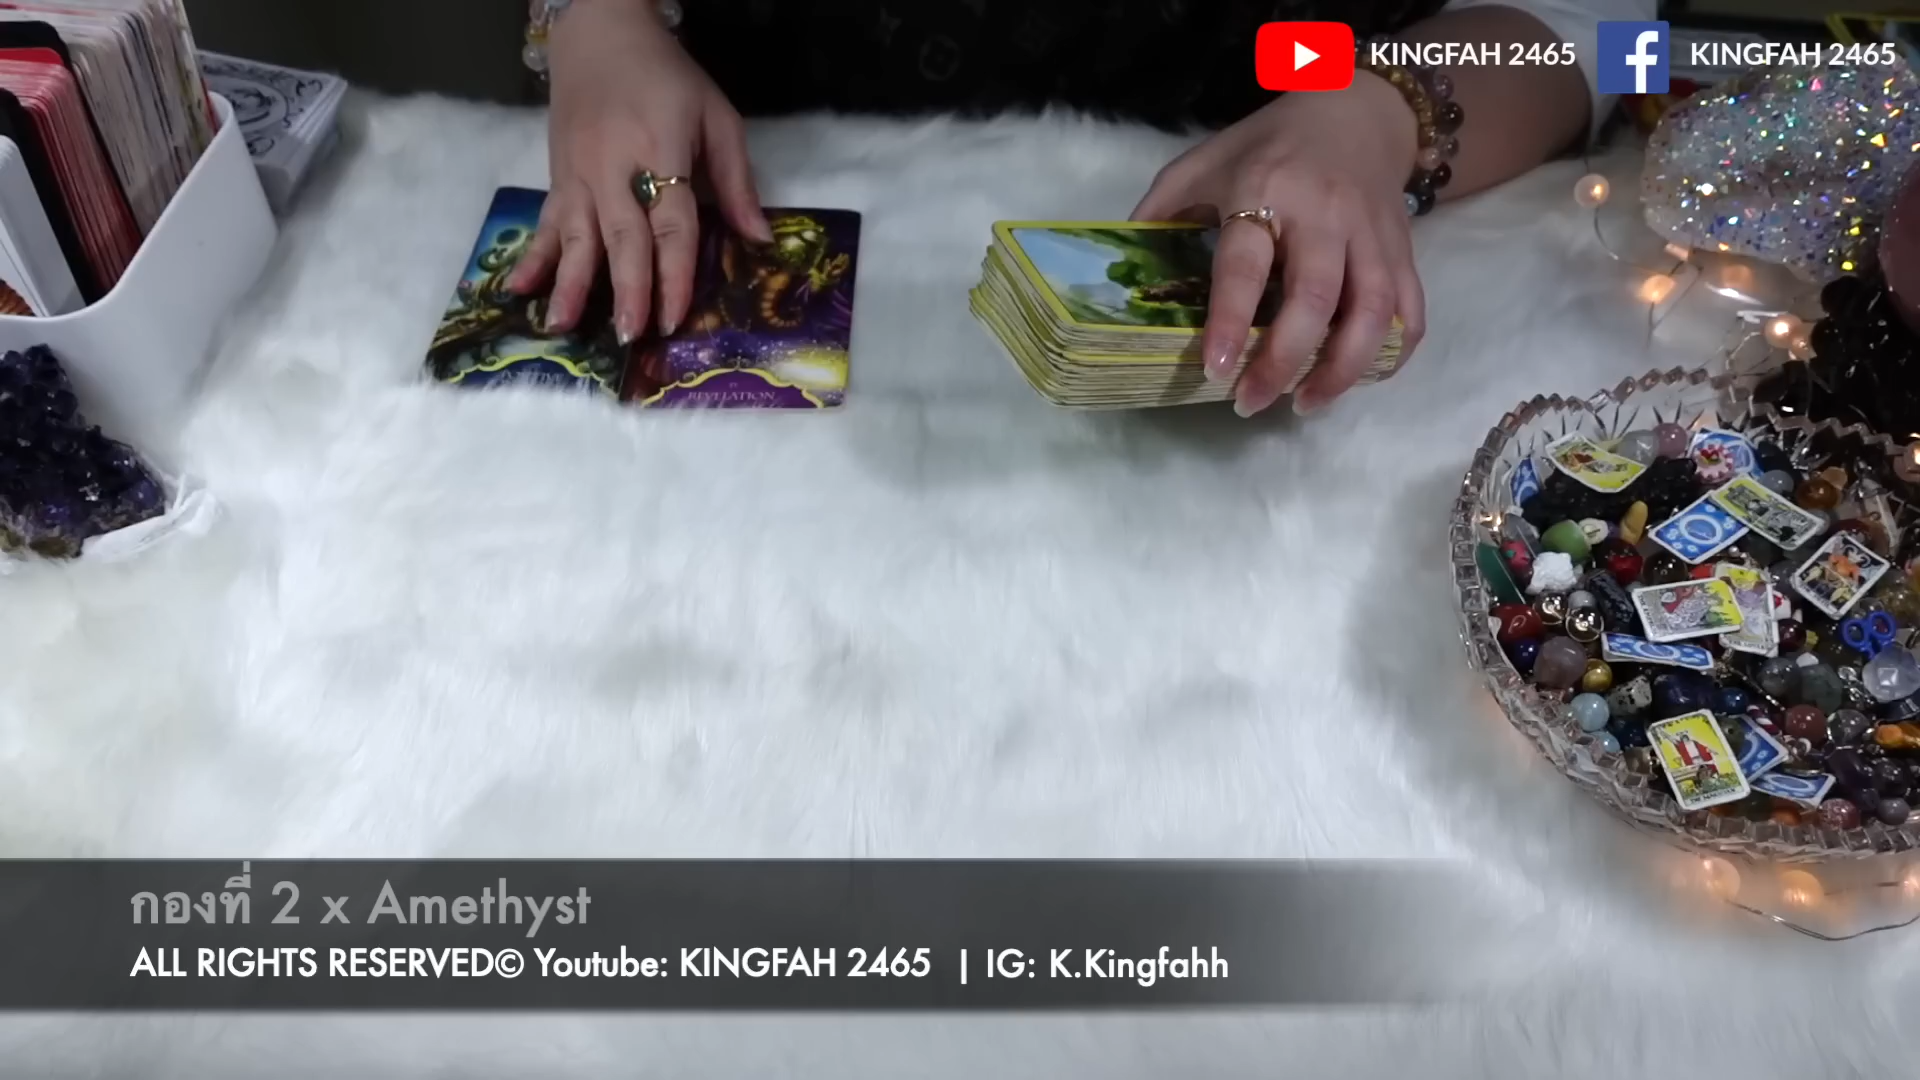 KINGFAH 2465
KINGFAH 2465
IV
REVELATION
กองที่ 2 x Amethyst
ALL RIGHTS RESERVED© Youtube: KINGFAH 2465 | IG: K.Kingfahh